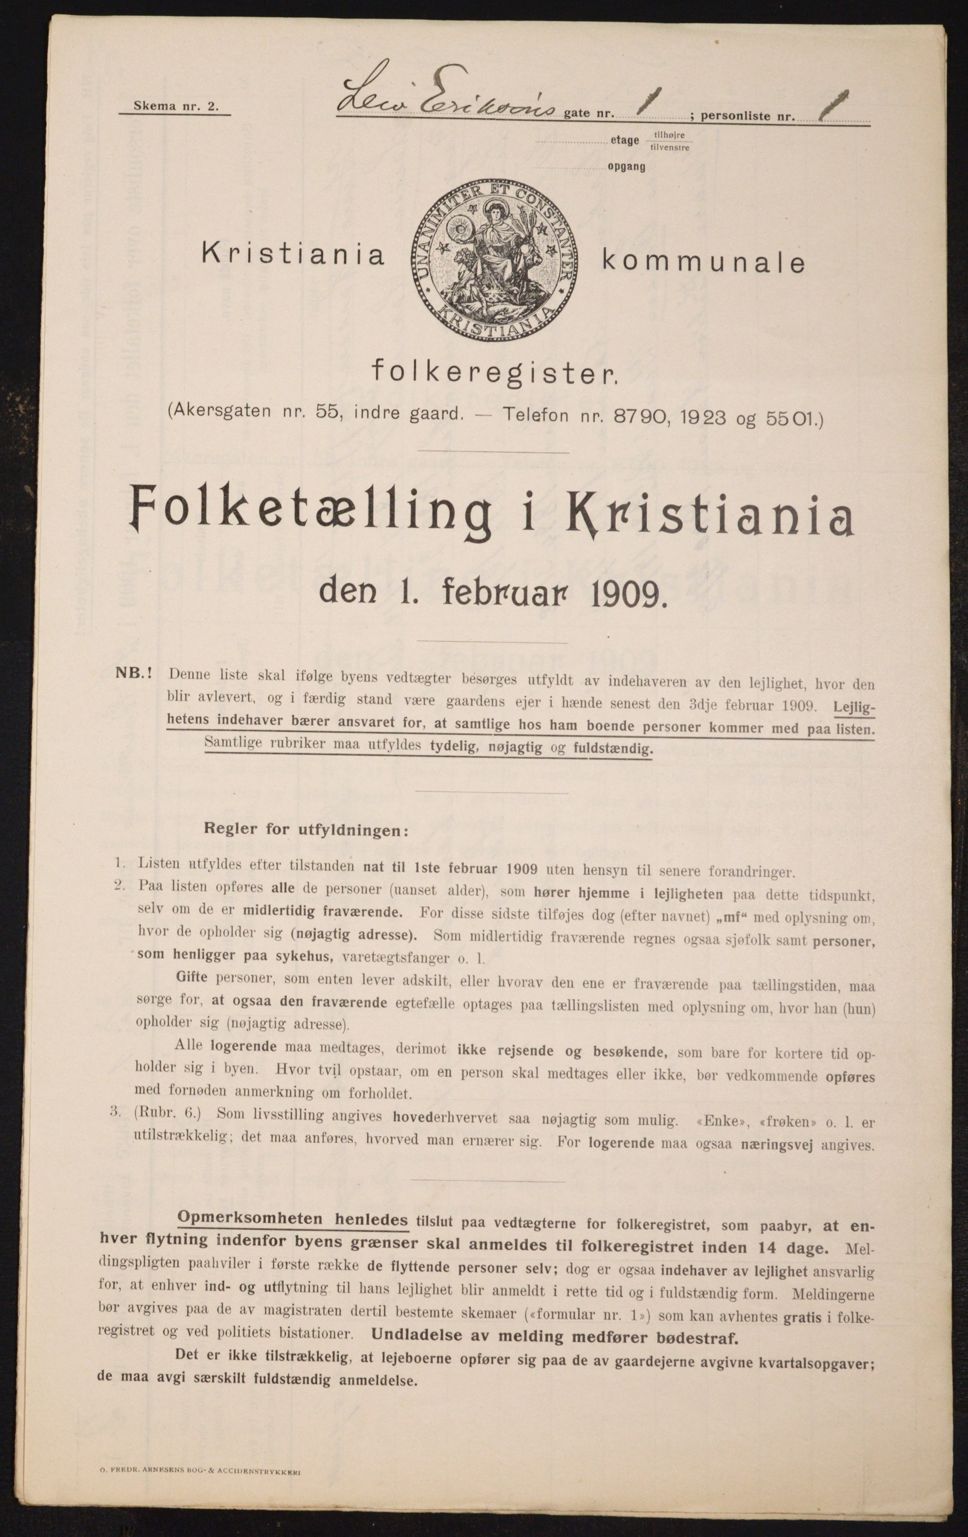 Skema nr. 2.
Leiv Eriksons gate nr. 1 ; personliste nr. 1
etage tilhøjre
tilvenstre
opgang
UNANIMITER ET CONSTANTER
KRISTIANIA
Kristiania kommunale
folkeregister.
(Akersgaten nr. 55, indre gaard. — Telefon nr. 8790, 1923 og 5501.)
Folketælling i Kristiania
den 1. februar 1909.
NB.! Denne liste skal ifølge byens vedtægter besørges utfyldt av indehaveren av den lejlighet, hvor den
blir avlevert, og i færdig stand være gaardens ejer i hænde senest den 3dje februar 1909. Lejlig-
hetens indehaver bærer ansvaret for, at samtlige hos ham boende personer kommer med paa listen.
Samtlige rubriker maa utfyldes tydelig, nøjagtig og fuldstændig.
Regler for utfyldningen:
1. Listen utfyldes efter tilstanden nat til 1ste februar 1909 uten hensyn til senere forandringer.
2. Paa listen opføres alle de personer (uanset alder), som hører hjemme i lejligheten paa dette tidspunkt,
selv om de er midlertidig fraværende. For disse sidste tilføjes dog (efter navnet) „mf“ med oplysning om,
hvor de opholder sig (nøjagtig adresse). Som midlertidig fraværende regnes ogsaa sjøfolk samt personer,
som henligger paa sykehus, varetægtsfanger o. l.
Gifte personer, som enten lever adskilt, eller hvorav den ene er fraværende paa tællingstiden, maa
sørge for, at ogsaa den fraværende egtefælle optages paa tællingslisten med oplysning om, hvor han (hun)
opholder sig (nøjagtig adresse).
Alle logerende maa medtages, derimot ikke rejsende og besøkende, som bare for kortere tid op-
holder sig i byen. Hvor tvil opstaar, om en person skal medtages eller ikke, bør vedkommende opføres
med fornøden anmerkning om forholdet.
3. (Rubr. 6.) Som livsstilling angives hovederhvervet saa nøjagtig som mulig. «Enke», «frøken» o. l. er
utilstrækkelig; det maa anføres, hvorved man ernærer sig. For logerende maa ogsaa næringsvej angives.
Opmerksomheten henledes tilslut paa vedtægterne for folkeregistret, som paabyr, at en-
hver flytning indenfor byens grænser skal anmeldes til folkeregistret inden 14 dage. Mel-
dingspligten paahviler i første række de flyttende personer selv; dog er ogsaa indehaver av lejlighet ansvarlig
for, at enhver ind- og utflytning til hans lejlighet blir anmeldt i rette tid og i fuldstændig form. Meldingerne
bør avgives paa de av magistraten dertil bestemte skemaer («formular nr. 1») som kan avhentes gratis i folke-
registret og ved politiets bistationer. Undladelse av melding medfører bødestraf.
Det er ikke tilstrækkelig, at lejeboerne opfører sig paa de av gaardejerne avgivne kvartalsopgaver;
de maa avgi særskilt fuldstændig anmeldelse.
O. FREDR. ARNESENS BOG- & ACCIDENSTRYKKERI